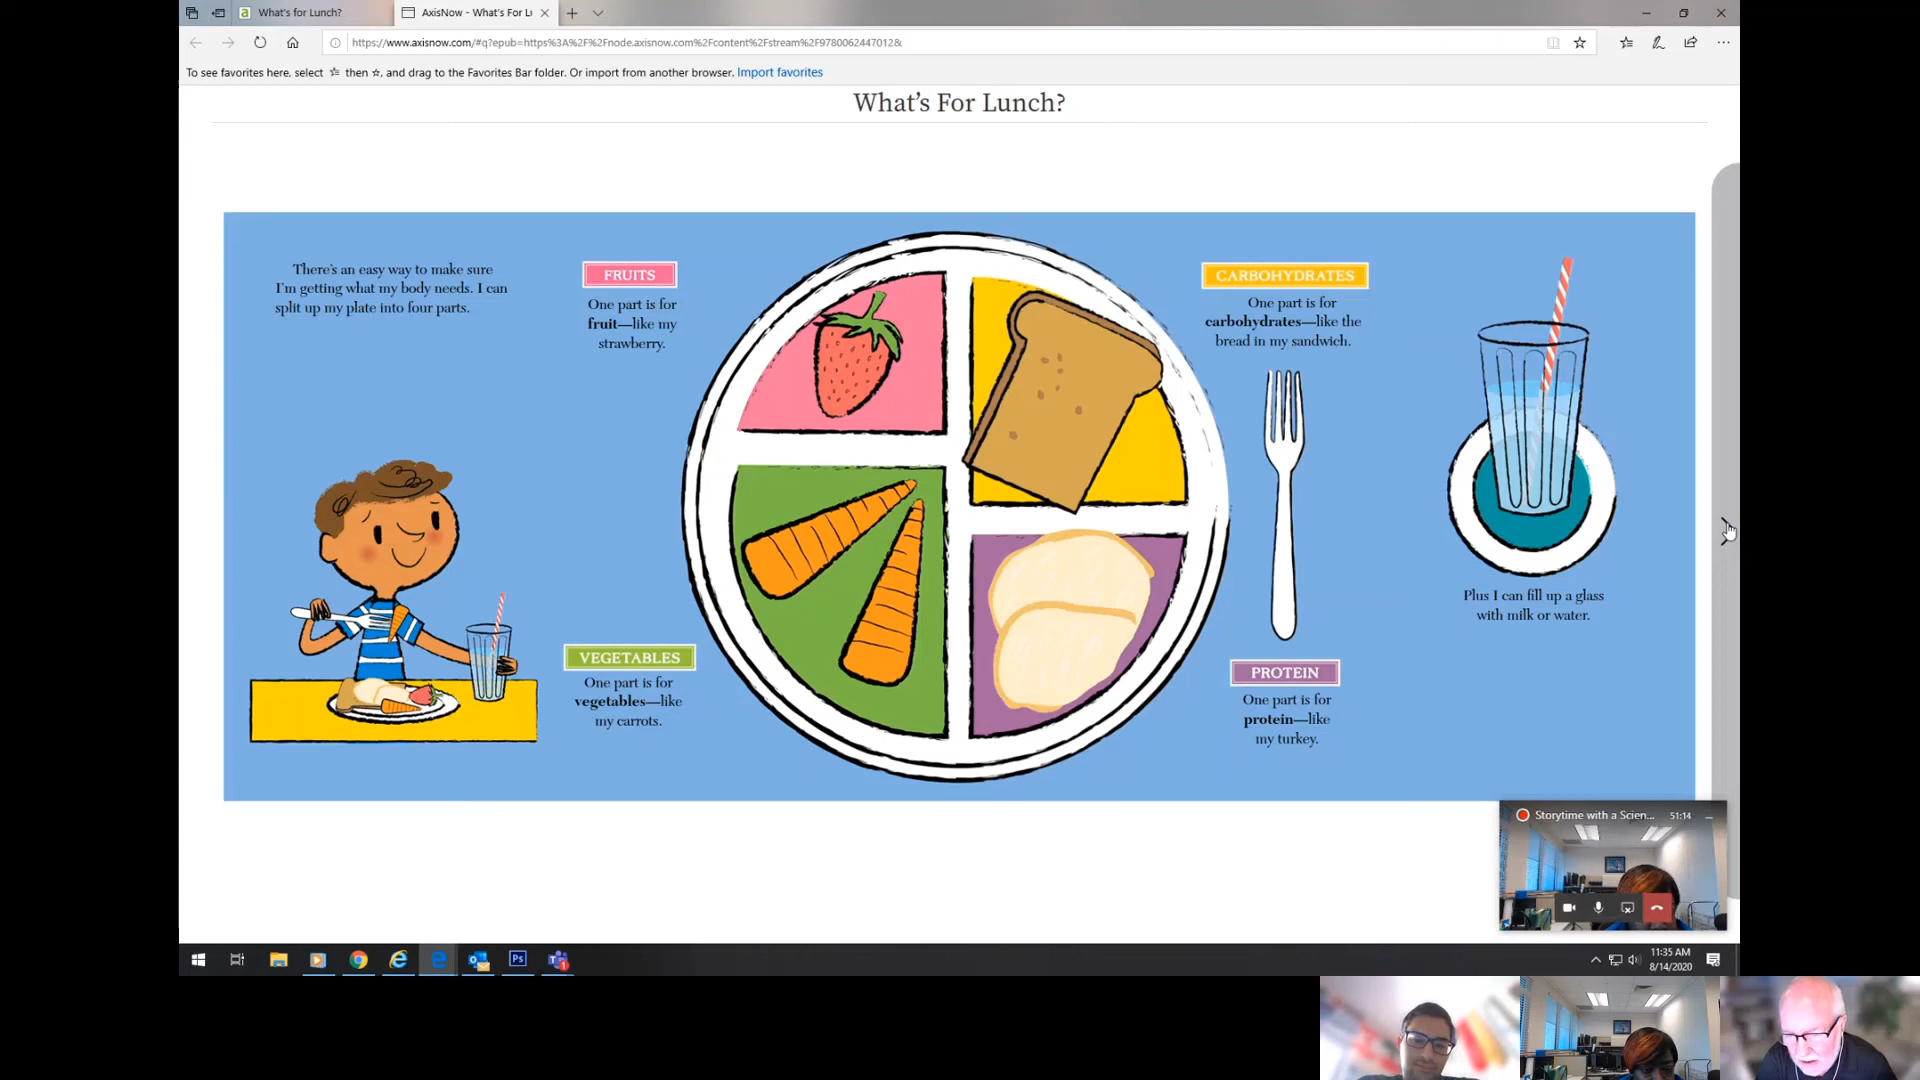 What's for Lunch?
AxisNow - What's For L
https://www.axisnow.com/#q?epub=https%3A%2F%2Fnode.axisnow.com%2Fcontent%2Fstream%2F9780062447012&
To see favorites here, select ☆ then ☆, and drag to the Favorites Bar folder. Or import from another browser. Import favorites
What's For Lunch?
There's an easy way to make sure
I'm getting what my body needs. I can
split up my plate into four parts.
FRUITS
One part is for
fruit—like my
strawberry.
CARBOHYDRATES
One part is for
carbohydrates—like the
bread in my sandwich.
VEGETABLES
One part is for
vegetables—like
my carrots.
PROTEIN
One part is for
protein—like
my turkey.
Plus I can fill up a glass
with milk or water.
Storytime with a Scien...
51:14
Ps
1
11:35 AM
8/14/2020